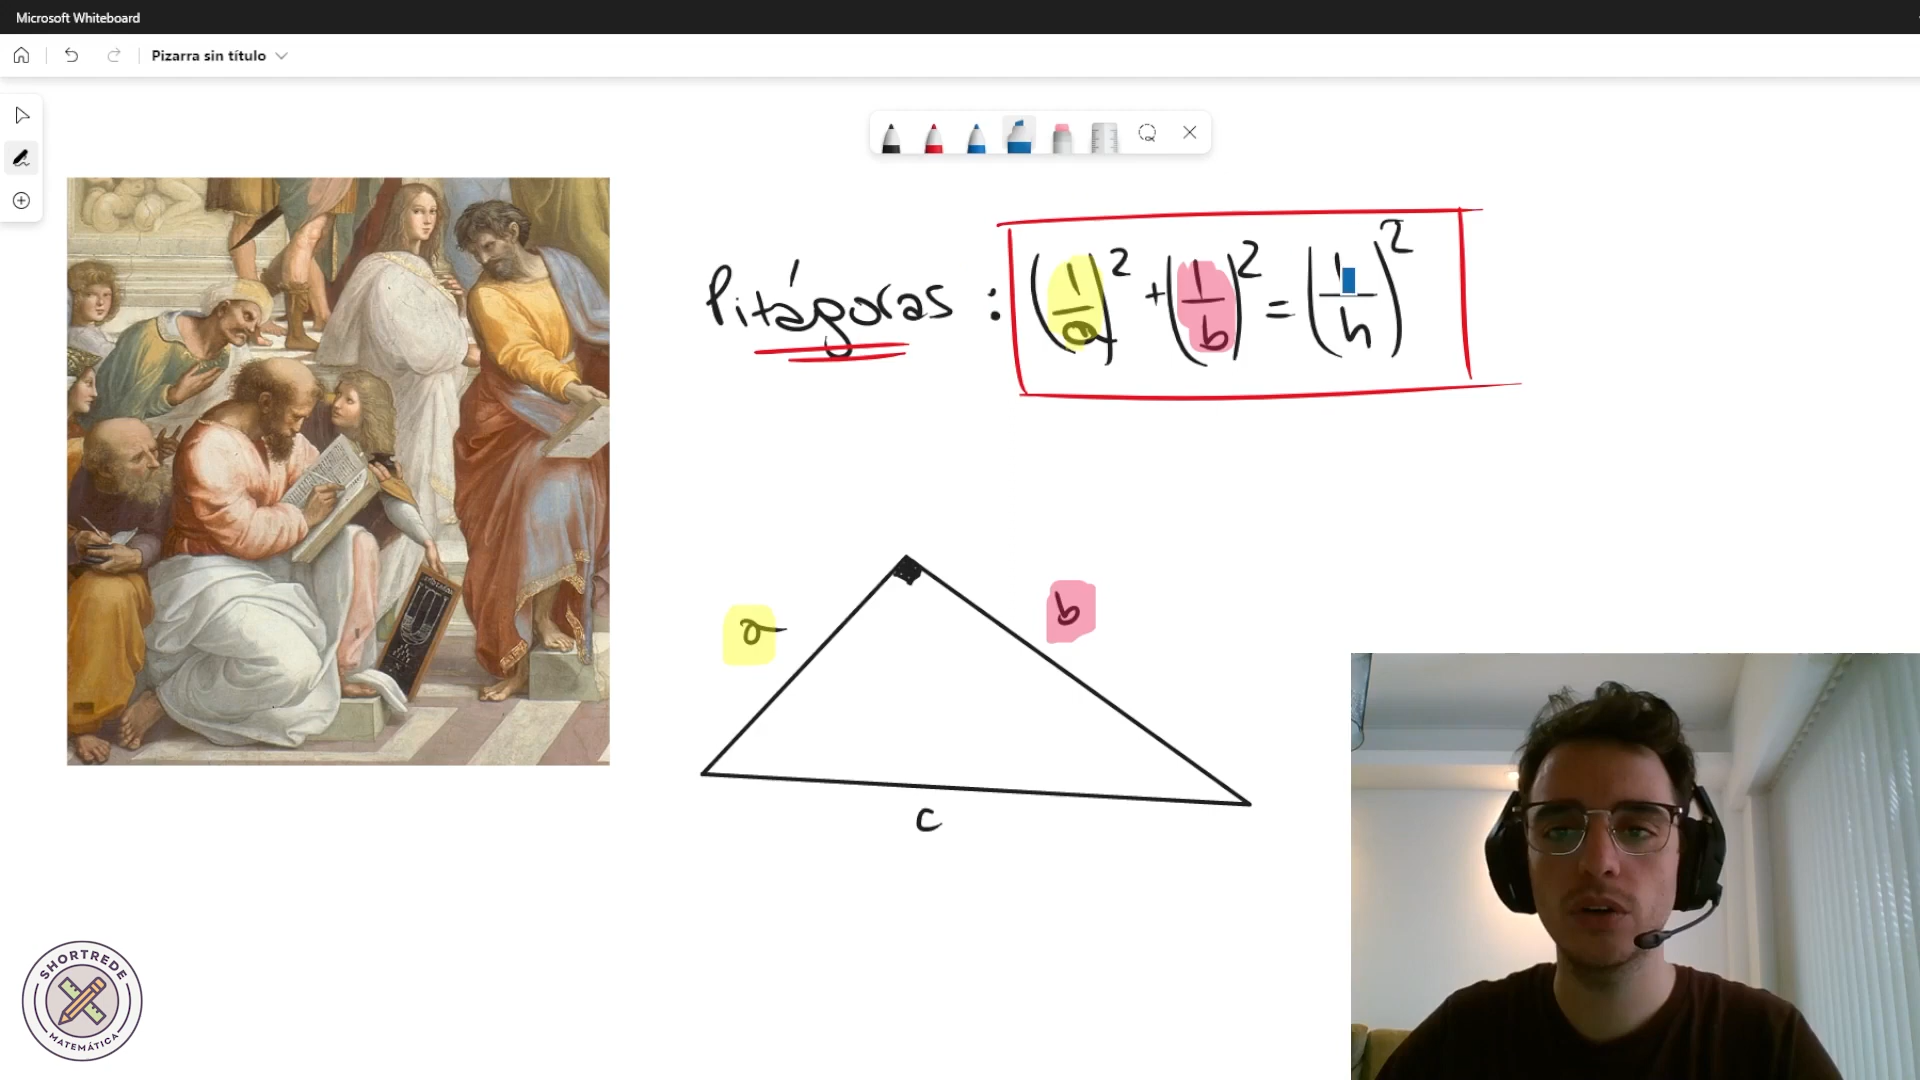 Microsoft Whiteboard
Pizarra sin título
Pitágoras : (1/a)² + (1/b)² = (1/h)²
a
b
c
SHORTREDE
MATEMÁTICA